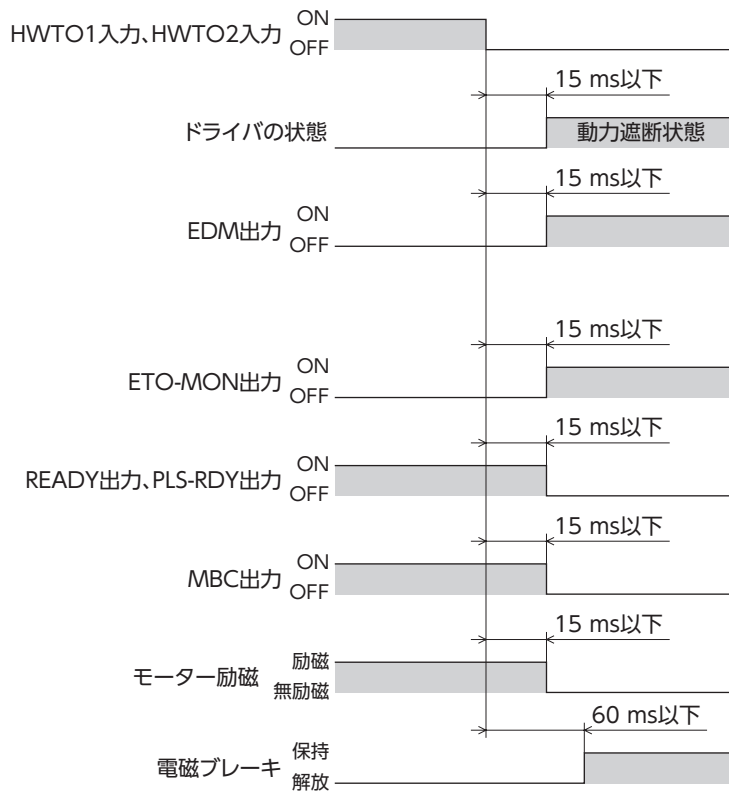 ON
HWTO1入力、HWTO2入力
OFF
15 ms以下
ドライバの状態
動力遮断状態
15 ms以下
ON
EDM出力
OFF
15 ms以下
ON
ETO-MON出力
OFF
15 ms以下
ON
READY出力、PLS-RDY出力
OFF
15 ms以下
ON
MBC出力
OFF
15 ms以下
励磁
モーター励磁
無励磁
60 ms以下
保持
電磁ブレーキ
解放